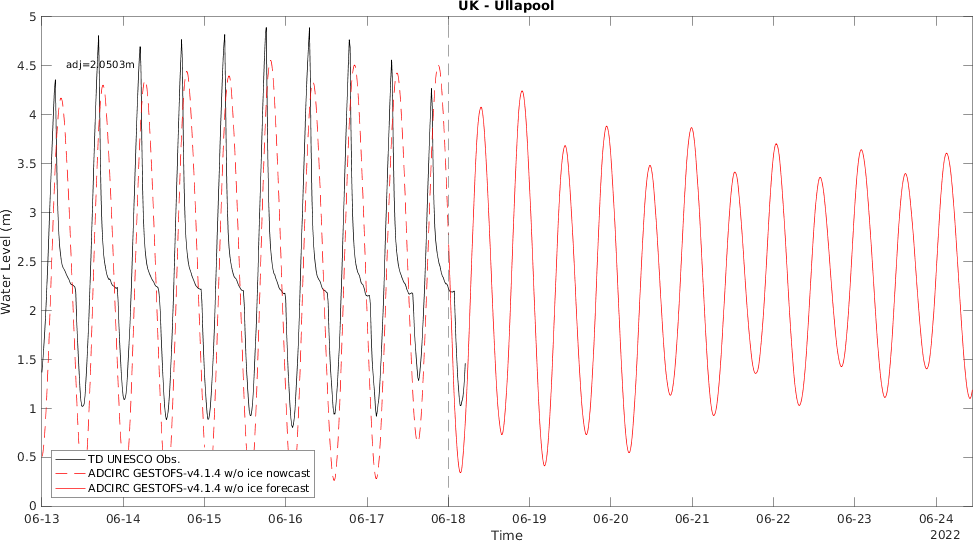 UK - Ullapool
5
4.5
4
3.5
3
2.5
2
1.5
1
0.5
0
Water Level (m)
adj=2.0503m
TD UNESCO Obs.
ADCIRC GESTOFS-v4.1.4 w/o ice nowcast
ADCIRC GESTOFS-v4.1.4 w/o ice forecast
06-13 06-14 06-15 06-16 06-17 06-18 06-19 06-20 06-21 06-22 06-23 06-24
2022
Time